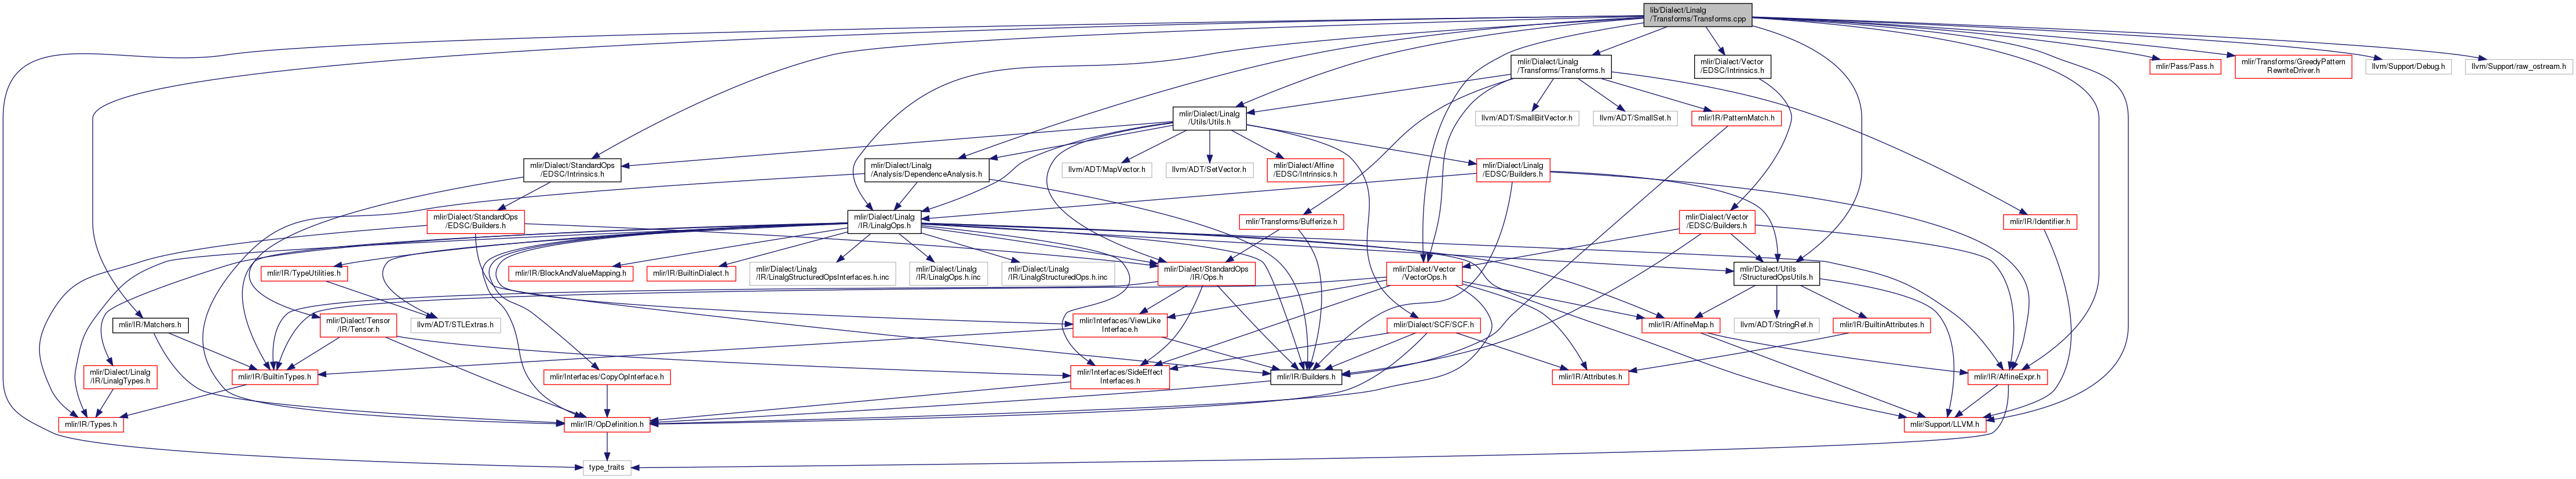 lib/Dialect/Linalg
/Transforms/Transforms.cpp
mlir/Dialect/Linalg
/Transforms/Transforms.h
mlir/Dialect/Vector
/EDSC/Intrinsics.h
mlir/Pass/Pass.h
mlir/Transforms/GreedyPattern
RewriteDriver.h
llvm/Support/Debug.h
llvm/Support/raw_ostream.h
mlir/Dialect/Linalg
/Utils/Utils.h
llvm/ADT/SmallBitVector.h
llvm/ADT/SmallSet.h
mlir/IR/PatternMatch.h
mlir/Dialect/StandardOps
/EDSC/Intrinsics.h
mlir/Dialect/Linalg
/Analysis/DependenceAnalysis.h
llvm/ADT/MapVector.h
llvm/ADT/SetVector.h
mlir/Dialect/Affine
/EDSC/Intrinsics.h
mlir/Dialect/Linalg
/EDSC/Builders.h
mlir/Dialect/StandardOps
/EDSC/Builders.h
mlir/Dialect/Linalg
/IR/LinalgOps.h
mlir/Transforms/Bufferize.h
mlir/Dialect/Vector
/EDSC/Builders.h
mlir/IR/Identifier.h
mlir/IR/TypeUtilities.h
mlir/IR/BlockAndValueMapping.h
mlir/IR/BuiltinDialect.h
mlir/Dialect/Linalg
/IR/LinalgStructuredOpsInterfaces.h.inc
mlir/Dialect/Linalg
/IR/LinalgOps.h.inc
mlir/Dialect/Linalg
/IR/LinalgStructuredOps.h.inc
mlir/Dialect/StandardOps
/IR/Ops.h
mlir/Dialect/Vector
/VectorOps.h
mlir/Dialect/Utils
/StructuredOpsUtils.h
mlir/IR/Matchers.h
mlir/Dialect/Tensor
/IR/Tensor.h
llvm/ADT/STLExtras.h
mlir/Interfaces/ViewLike
Interface.h
mlir/Dialect/SCF/SCF.h
mlir/IR/AffineMap.h
llvm/ADT/StringRef.h
mlir/IR/BuiltinAttributes.h
mlir/Dialect/Linalg
/IR/LinalgTypes.h
mlir/IR/BuiltinTypes.h
mlir/Interfaces/CopyOpInterface.h
mlir/Interfaces/SideEffect
Interfaces.h
mlir/IR/Builders.h
mlir/IR/Attributes.h
mlir/IR/AffineExpr.h
mlir/IR/Types.h
mlir/IR/OpDefinition.h
mlir/Support/LLVM.h
type_traits